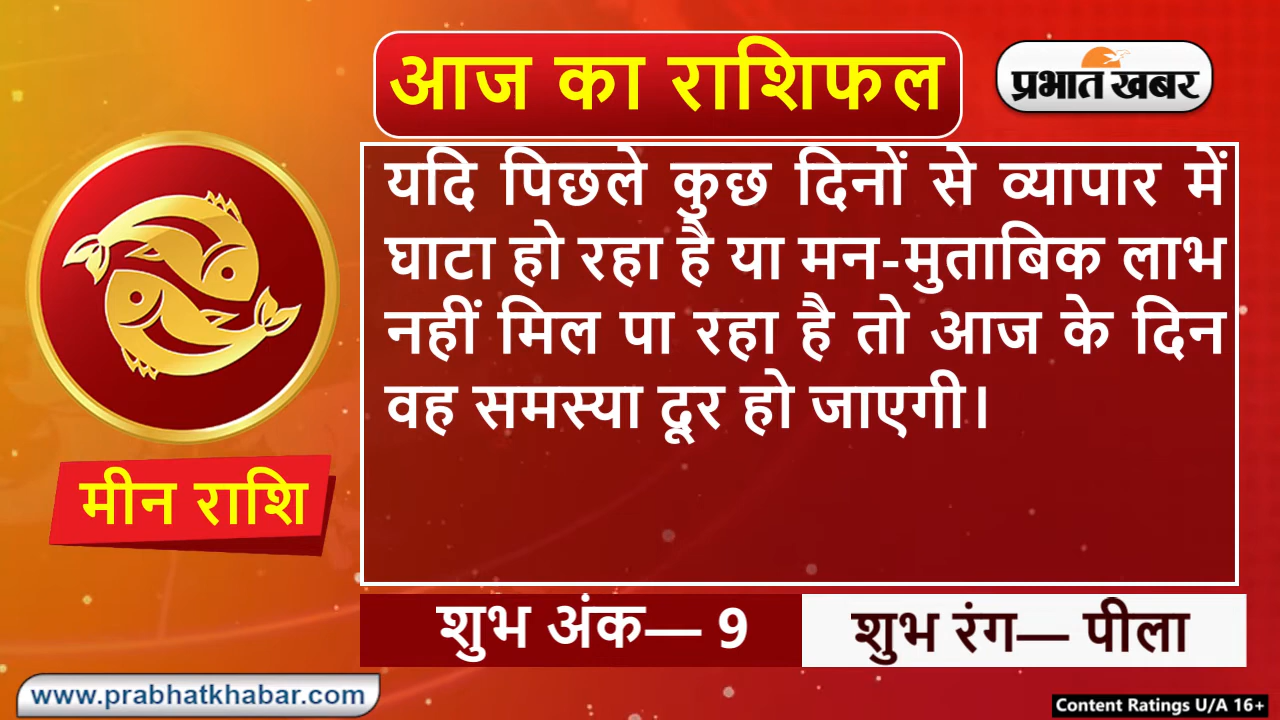 आज का राशिफल
प्रभात खबर
यदि पिछले कुछ दिनों से व्यापार में
घाटा हो रहा है या मन-मुताबिक लाभ
नहीं मिल पा रहा है तो आज के दिन
वह समस्या दूर हो जाएगी।
मीन राशि
शुभ अंक— 9
शुभ रंग— पीला
www.prabhatkhabar.com
Content Ratings U/A 16+